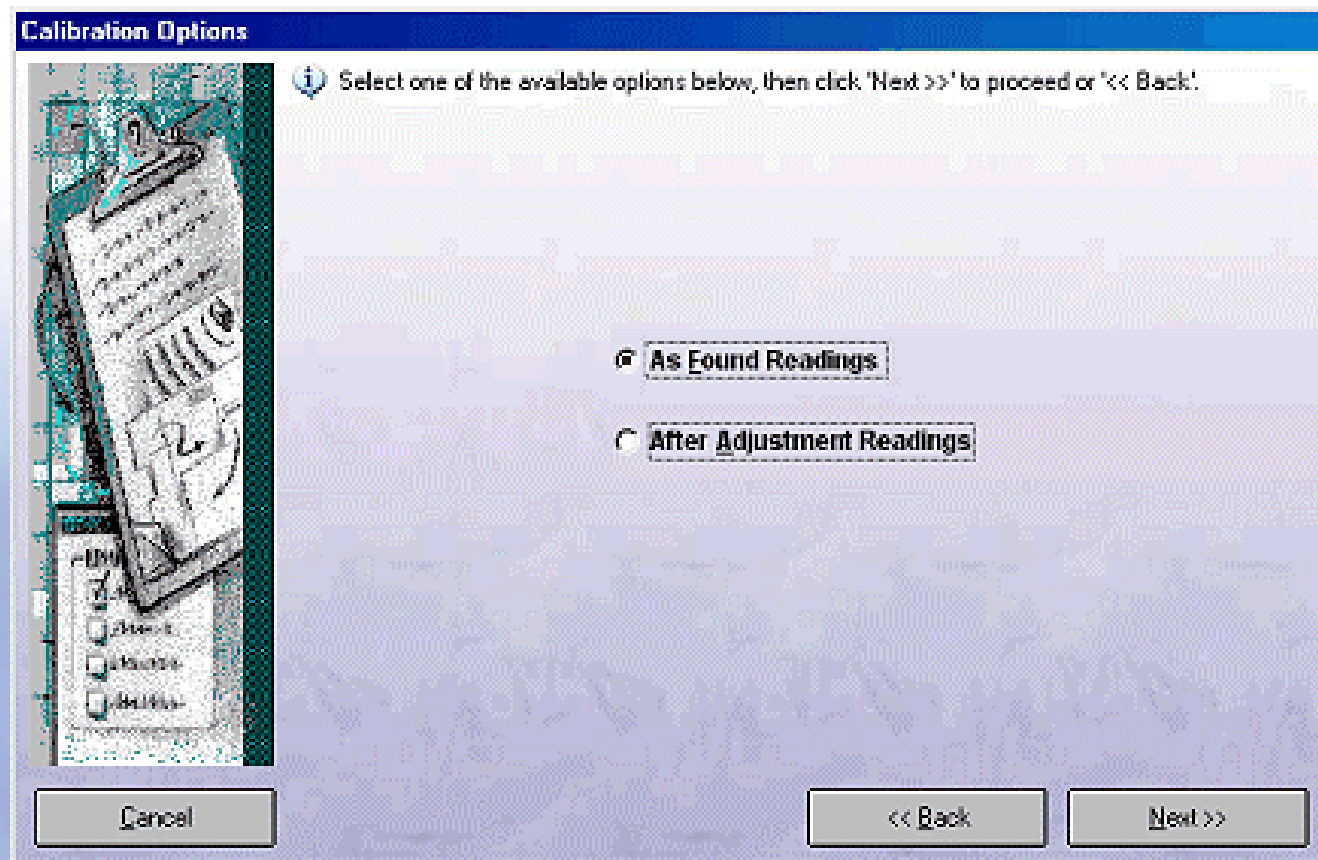 Calibration Options
Select one of the available options below, then click 'Next >>' to proceed or '<< Back'.
As Found Readings
After Adjustment Readings
Cancel
<< Back
Next >>